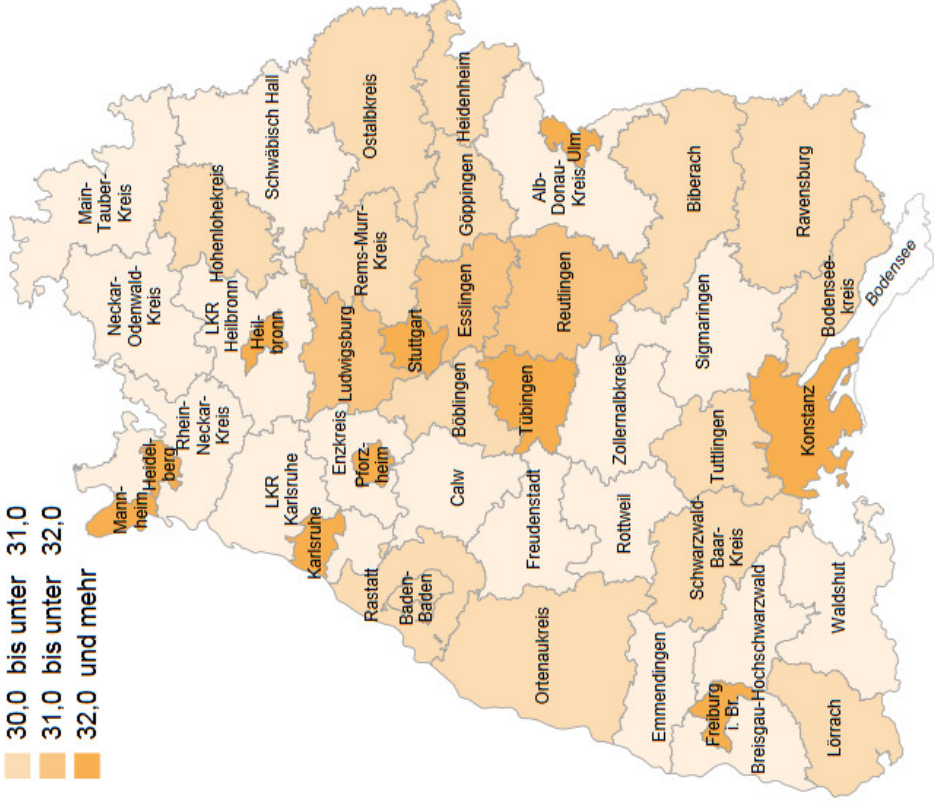 30,0 bis unter 31,0
31,0 bis unter 32,0
32,0 und mehr
Main-
Tauber-
Kreis
Neckar-
Odenwald-
Kreis
Hohenlohekreis
Schwäbisch Hall
Mann-
heim
Heidel-
berg
Rhein-
Neckar-
Kreis
LKR
Heilbronn
Heil-
bronn
LKR
Karlsruhe
Karlsruhe
Enzkreis
Pforz-
heim
Ludwigsburg
Rems-Murr-
Kreis
Ostalbkreis
Rastatt
Baden-
Baden
Calw
Böblingen
Stuttgart
Esslingen
Göppingen
Heidenheim
Freudenstadt
Tübingen
Reutlingen
Alb-
Donau-
Kreis
Ulm
Ortenaukreis
Rottweil
Zollernalbkreis
Emmendingen
Schwarzwald-
Baar-
Kreis
Tuttlingen
Sigmaringen
Biberach
Freiburg
i. Br.
Breisgau-Hochschwarzwald
Konstanz
Bodensee-
kreis
Ravensburg
Lörrach
Waldshut
Bodensee